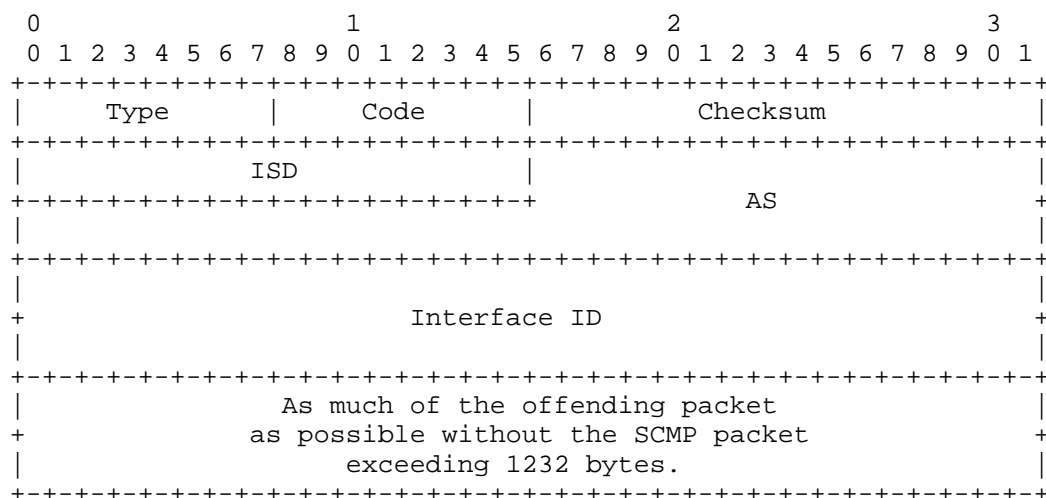 0                   1                   2                   3
 0 1 2 3 4 5 6 7 8 9 0 1 2 3 4 5 6 7 8 9 0 1 2 3 4 5 6 7 8 9 0 1
+-+-+-+-+-+-+-+-+-+-+-+-+-+-+-+-+-+-+-+-+-+-+-+-+-+-+-+-+-+-+-+-+
|     Type      |     Code      |          Checksum             |
+-+-+-+-+-+-+-+-+-+-+-+-+-+-+-+-+-+-+-+-+-+-+-+-+-+-+-+-+-+-+-+-+
|              ISD              |                               |
+-+-+-+-+-+-+-+-+-+-+-+-+-+-+-+-+             AS                +
|                                                               |
+-+-+-+-+-+-+-+-+-+-+-+-+-+-+-+-+-+-+-+-+-+-+-+-+-+-+-+-+-+-+-+-+
|                                                               |
+                        Interface ID                           +
|                                                               |
+-+-+-+-+-+-+-+-+-+-+-+-+-+-+-+-+-+-+-+-+-+-+-+-+-+-+-+-+-+-+-+-+
|                As much of the offending packet                |
+              as possible without the SCMP packet              +
|                    exceeding 1232 bytes.                      |
+-+-+-+-+-+-+-+-+-+-+-+-+-+-+-+-+-+-+-+-+-+-+-+-+-+-+-+-+-+-+-+-+